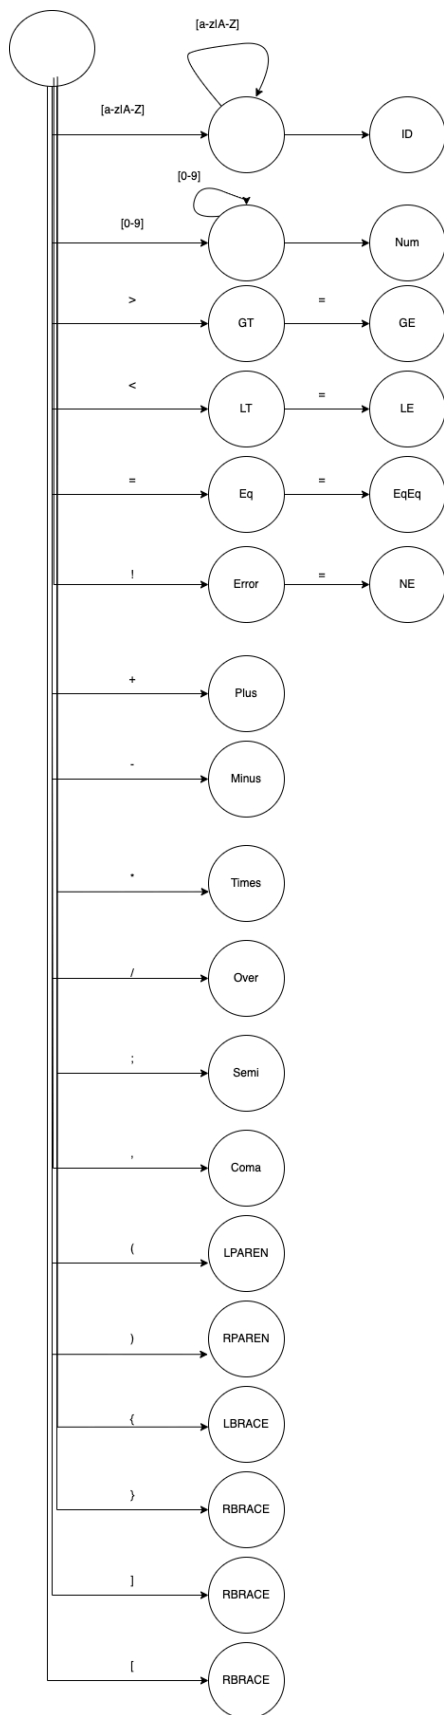 [a-z|A-Z]
[a-z|A-Z]
ID
[0-9]
[0-9]
Num
>
GT
=
GE
<
LT
=
LE
=
Eq
=
EqEq
!
Error
=
NE
+
Plus
-
Minus
*
Times
/
Over
;
Semi
,
Coma
(
LPAREN
)
RPAREN
{
LBRACE
}
RBRACE
]
RBRACE
[
RBRACE